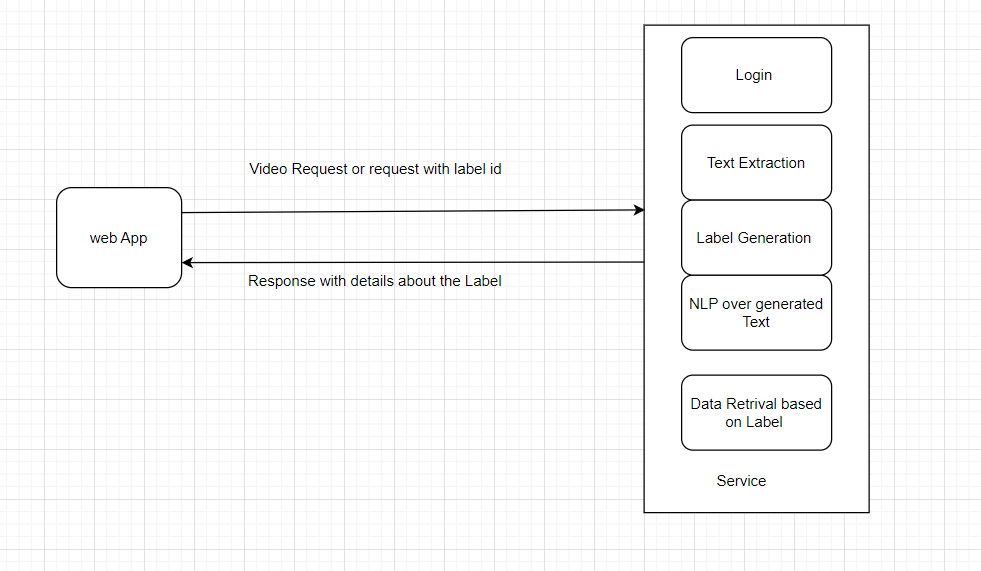 Login
Video Request or request with label id
Text Extraction
web App
Label Generation
Response with details about the Label
NLP over generated
Text
Data Retrival based
on Label
Service